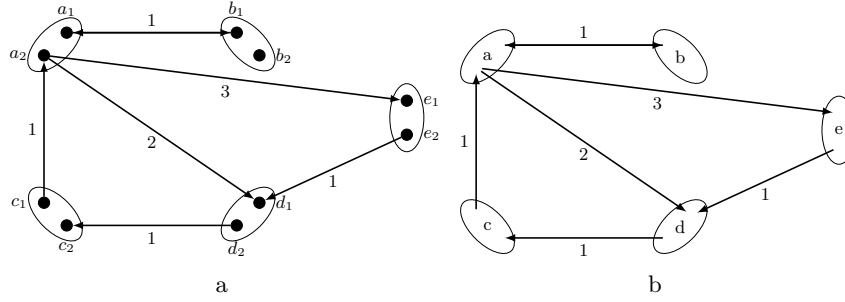 a₁ 1 b₁ 1
a₂ b₂ a b
3 e₁ 3 e
1 2 e₂ 1 2
c₁ d₁ 1 1
c₂ 1 d₂ c 1 d
a b